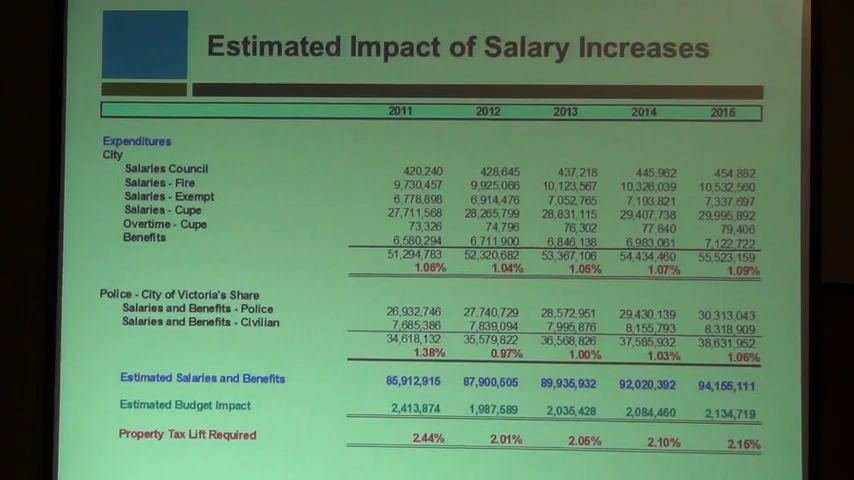 Estimated Impact of Salary Increases
2011 2012 2013 2014 2015
Expenditures
City
Salaries Council 420,240 428,645 437,218 445,962 454,882
Salaries - Fire 9,730,457 9,925,066 10,123,567 10,326,039 10,532,560
Salaries - Exempt 6,778,898 6,914,476 7,052,765 7,193,821 7,337,697
Salaries - Cupe 27,711,568 28,265,799 28,831,115 29,407,738 29,995,892
Overtime - Cupe 73,326 74,796 76,302 77,840 79,406
Benefits 6,580,294 6,711,900 6,846,138 6,983,061 7,122,722
51,294,783 52,320,682 53,367,106 54,434,460 55,523,159
1.06% 1.04% 1.05% 1.07% 1.09%
Police - City of Victoria's Share
Salaries and Benefits - Police 26,932,746 27,740,729 28,572,951 29,430,139 30,313,043
Salaries and Benefits - Civilian 7,685,386 7,839,094 7,995,876 8,155,793 8,318,909
34,618,132 35,579,822 36,568,826 37,585,932 38,631,952
1.38% 0.97% 1.00% 1.03% 1.06%
Estimated Salaries and Benefits 85,912,915 87,900,505 89,935,932 92,020,392 94,155,111
Estimated Budget Impact 2,413,874 1,987,589 2,035,428 2,084,460 2,134,719
Property Tax Lift Required 2.44% 2.01% 2.05% 2.10% 2.15%